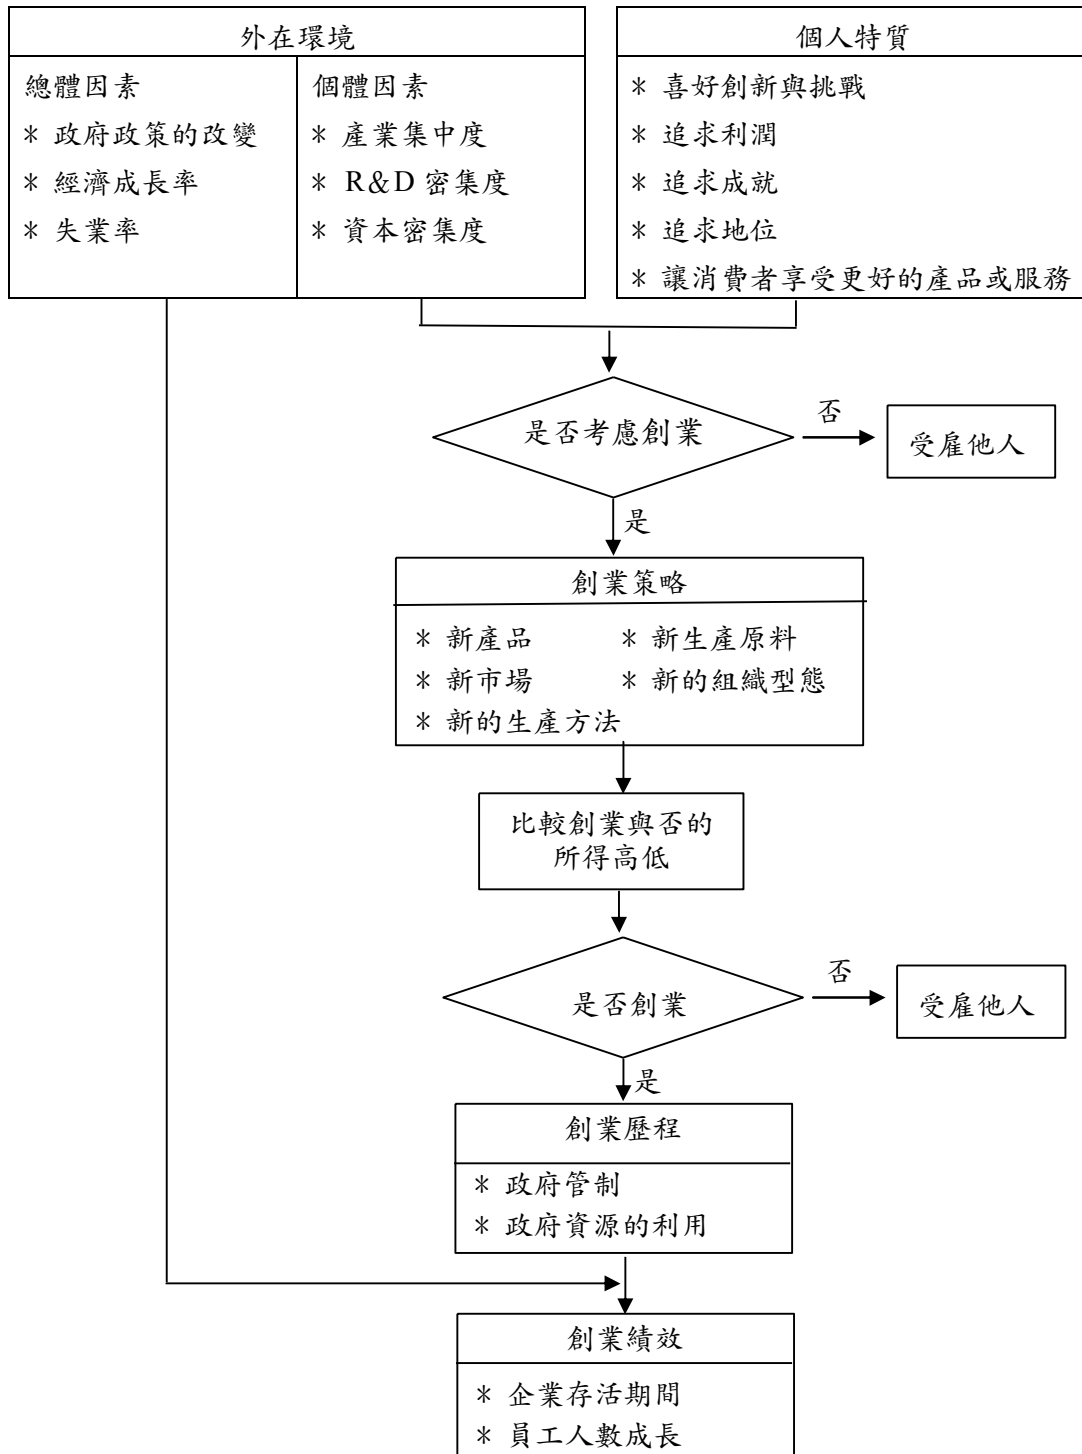 外在環境
總體因素
* 政府政策的改變
* 經濟成長率
* 失業率
個體因素
* 產業集中度
* R&D 密集度
* 資本密集度
個人特質
* 喜好創新與挑戰
* 追求利潤
* 追求成就
* 追求地位
* 讓消費者享受更好的產品或服務
是否考慮創業
否
受雇他人
是
創業策略
* 新產品
* 新生產原料
* 新市場
* 新的組織型態
* 新的生產方法
比較創業與否的
所得高低
是否創業
否
受雇他人
是
創業歷程
* 政府管制
* 政府資源的利用
創業績效
* 企業存活期間
* 員工人數成長